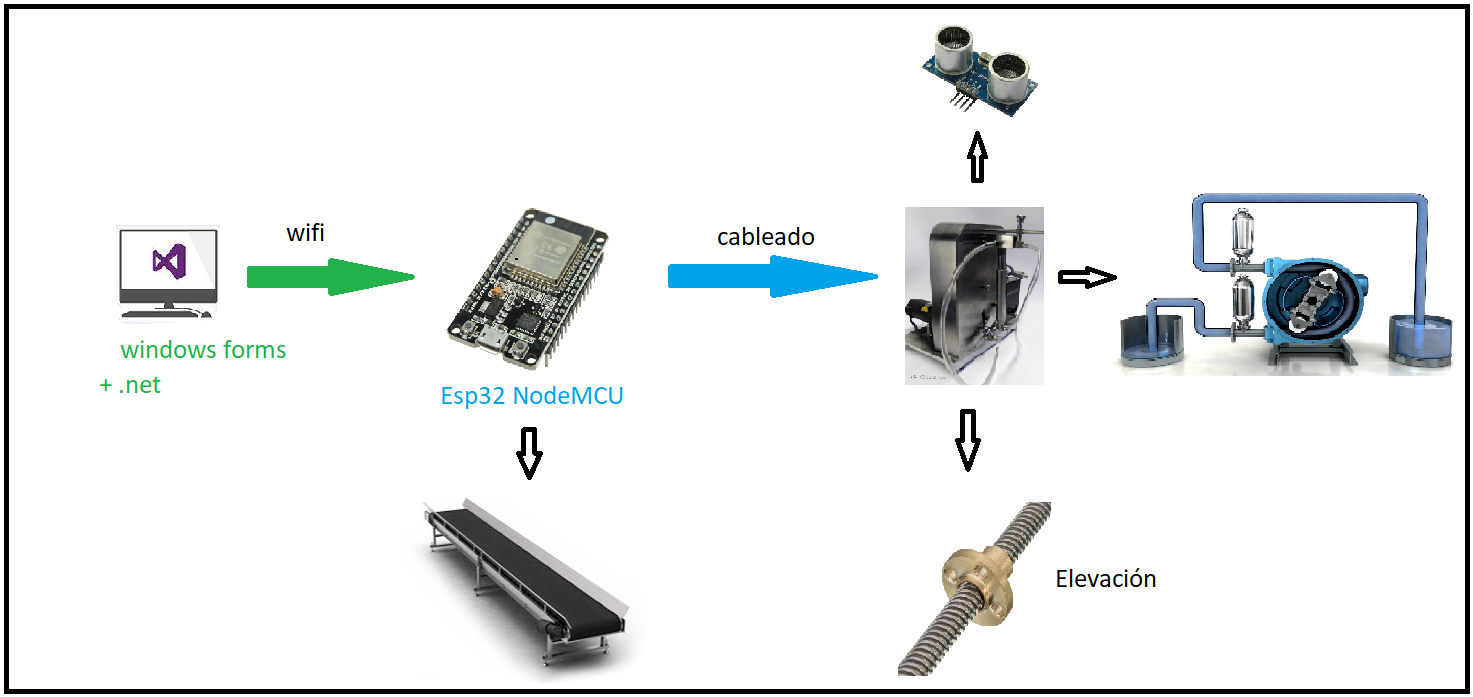 wifi
cableado
windows forms
+ .net
Esp32 NodeMCU
Elevación